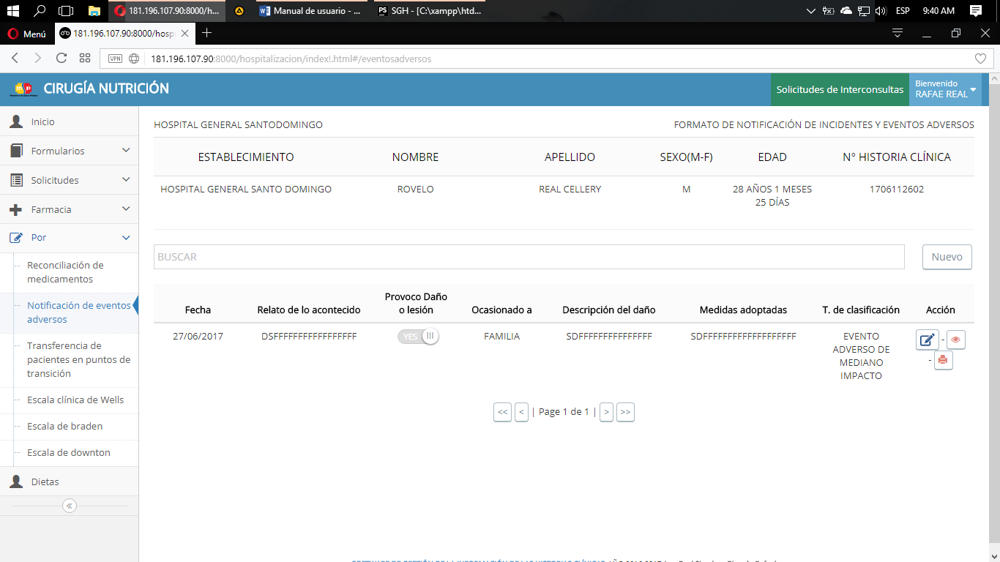 181.196.107.90:8000/h...
Manual de usuario - ...
PS SGH - [C:\xampp\htd...
ESP 9:40 AM
Menú 181.196.107.90:8000/hosp
VPN 181.196.107.90:8000/hospitalizacion/index!.html#/eventosadversos
CIRUGÍA NUTRICIÓN
Solicitudes de Interconsultas
Bienvenido
RAFAE REAL
Inicio
Formularios
Solicitudes
Farmacia
Por
Reconciliación de
medicamentos
Notificación de eventos
adversos
Transferencia de
pacientes en puntos de
transición
Escala clínica de Wells
Escala de braden
Escala de downton
Dietas
HOSPITAL GENERAL SANTODOMINGO
FORMATO DE NOTIFICACIÓN DE INCIDENTES Y EVENTOS ADVERSOS
ESTABLECIMIENTO NOMBRE APELLIDO SEXO(M-F) EDAD Nº HISTORIA CLÍNICA
HOSPITAL GENERAL SANTO DOMINGO ROVELO REAL CELLERY M 28 AÑOS 1 MESES 1706112602
25 DÍAS
BUSCAR Nuevo
Provoco Daño
Fecha Relato de lo acontecido o lesión Ocasionado a Descripción del daño Medidas adoptadas T. de clasificación Acción
27/06/2017 DSFFFFFFFFFFFFFFFFF YES FAMILIA SDFFFFFFFFFFFFFFF SDFFFFFFFFFFFFFFFFFFF EVENTO -
ADVERSO DE
MEDIANO -
IMPACTO
<< < | Page 1 de 1 | > >>